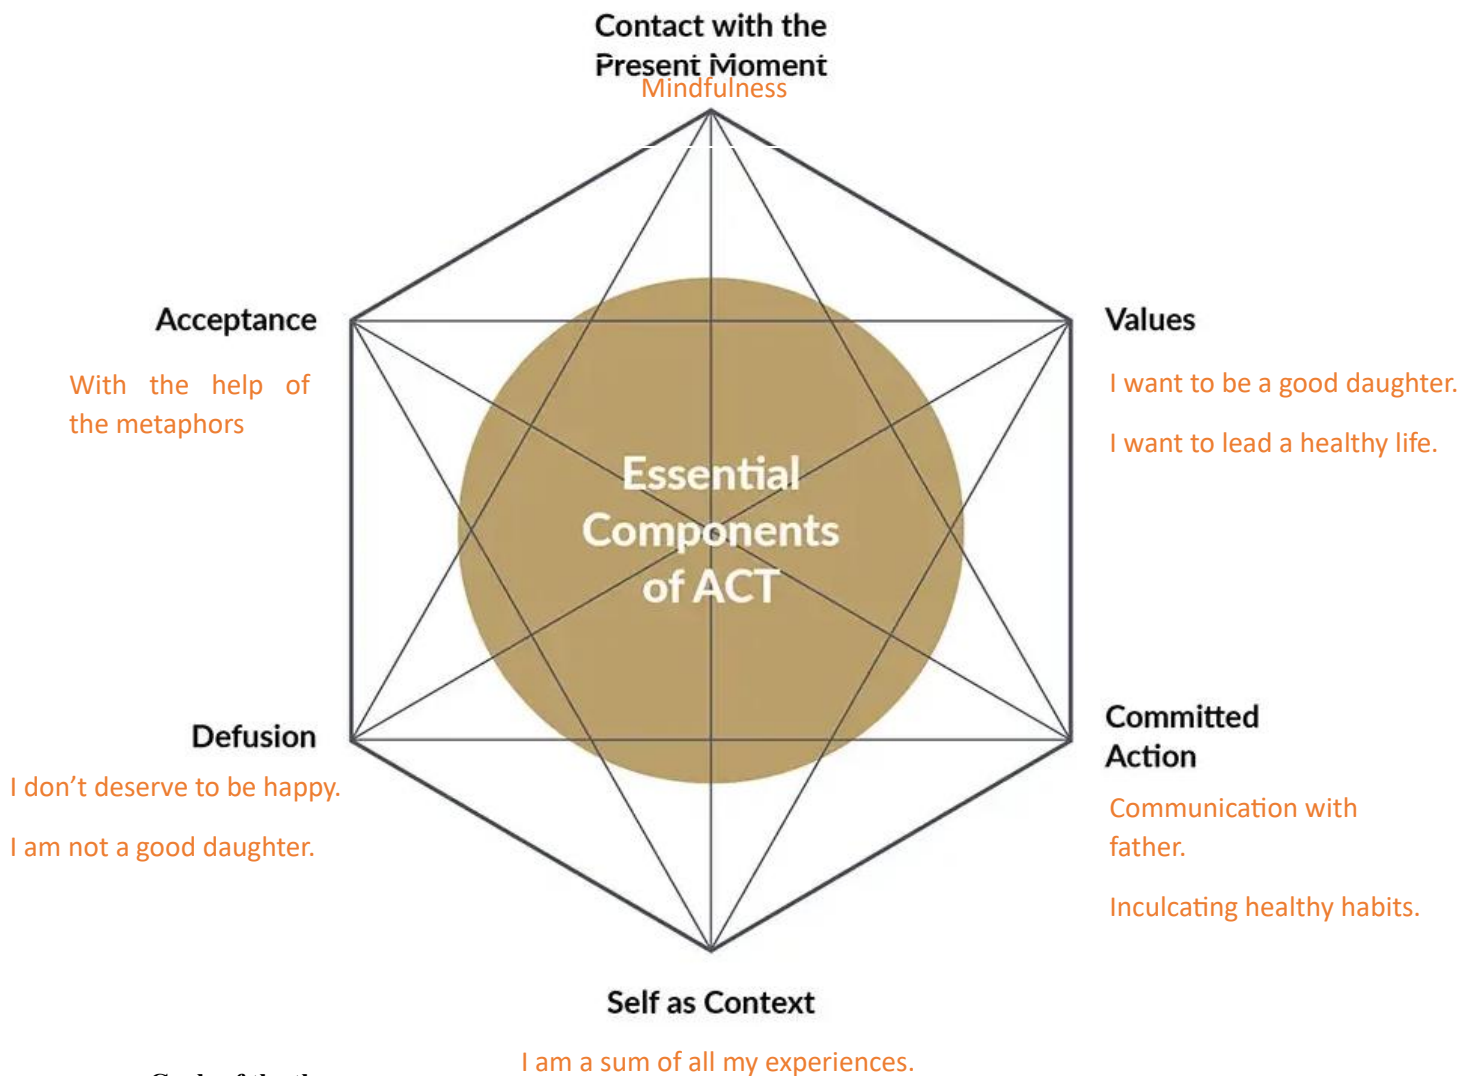 Contact with the
Present Moment
Mindfulness
Acceptance
With the help of
the metaphors
Values
I want to be a good daughter.
I want to lead a healthy life.
Essential
Components
of ACT
Defusion
I don’t deserve to be happy.
I am not a good daughter.
Committed
Action
Communication with
father.
Inculcating healthy habits.
Self as Context
I am a sum of all my experiences.